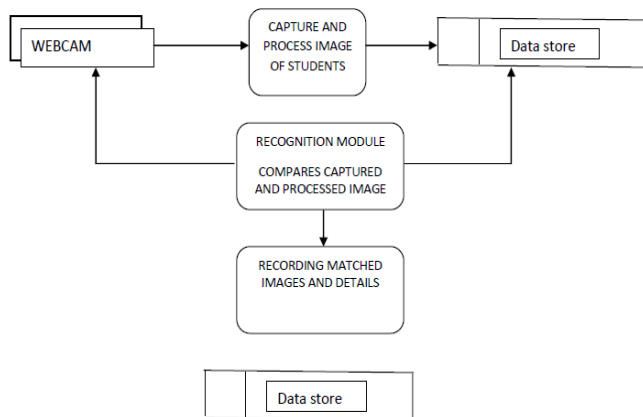 WEBCAM
CAPTURE AND
PROCESS IMAGE
OF STUDENTS
Data store
RECOGNITION MODULE
COMPARES CAPTURED
AND PROCESSED IMAGE
RECORDING MATCHED
IMAGES AND DETAILS
Data store